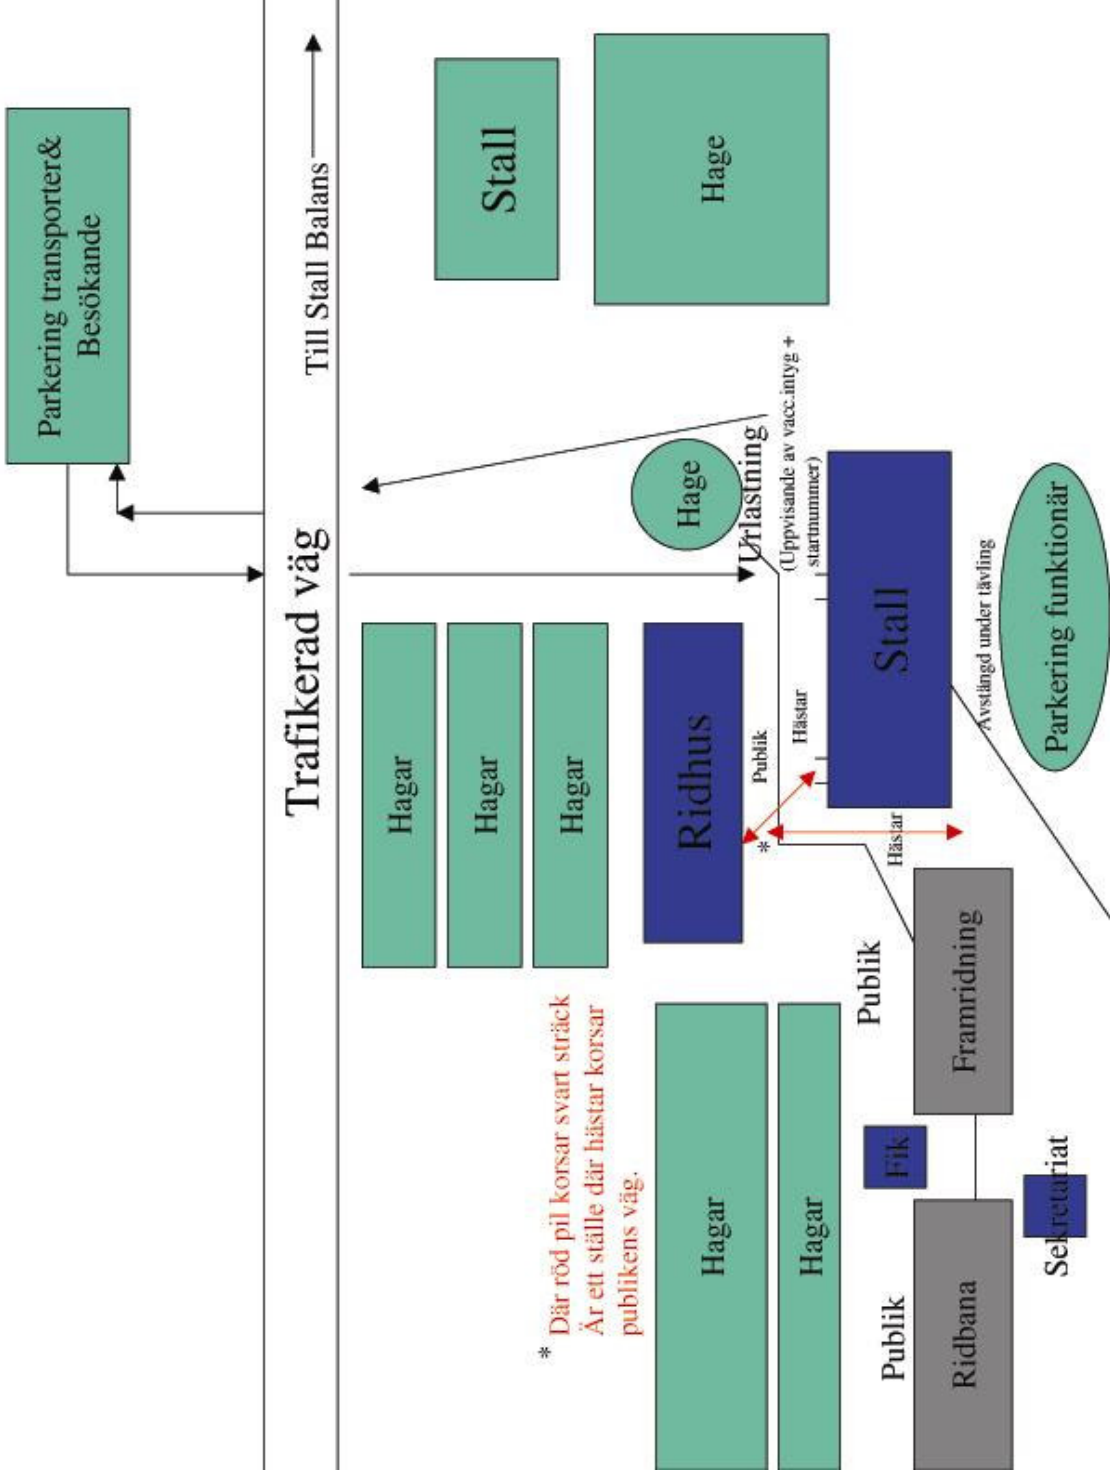 Parkering transporter&
Besökande
Till Stall Balans
Trafikerad väg
Stall
Hage
Hage
Urlastning
(Uppvisande av vacc.intyg +
startnummer)
Hagar
Hagar
Hagar
Ridhus
Publik
Hästar
Stall
Avstängd under tävling
Parkering funktionär
*
Hästar
* Där röd pil korsar svart sträck
Är ett ställe där hästar korsar
publikens väg.
Hagar
Hagar
Publik
Framridning
Fik
Publik
Ridbana
Sekretariat